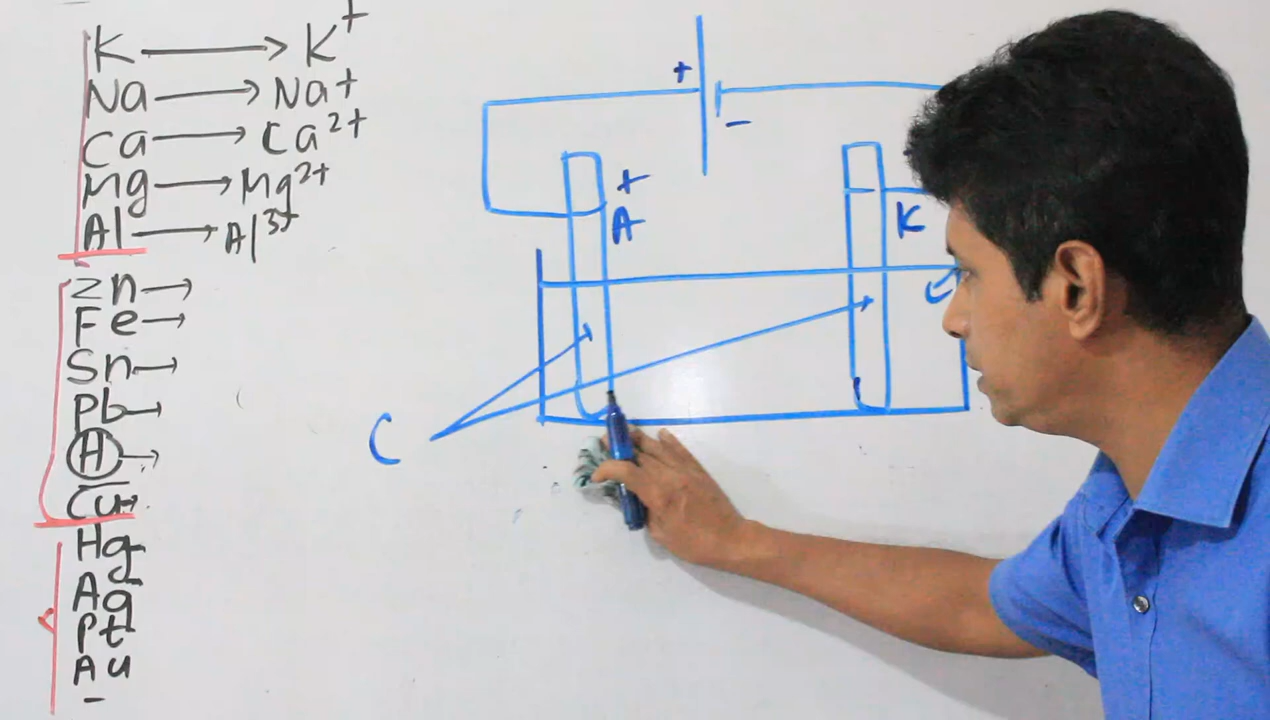 K ⟶ K⁺
Na ⟶ Na+
Ca ⟶ Ca²⁺
Mg ⟶ Mg²⁺
Al ⟶ Al³⁺
Zn →
Fe →
Sn →
Pb →
H →
Cu →
Hg
Ag
Pt
Au
-
+
-
+
A
K
C